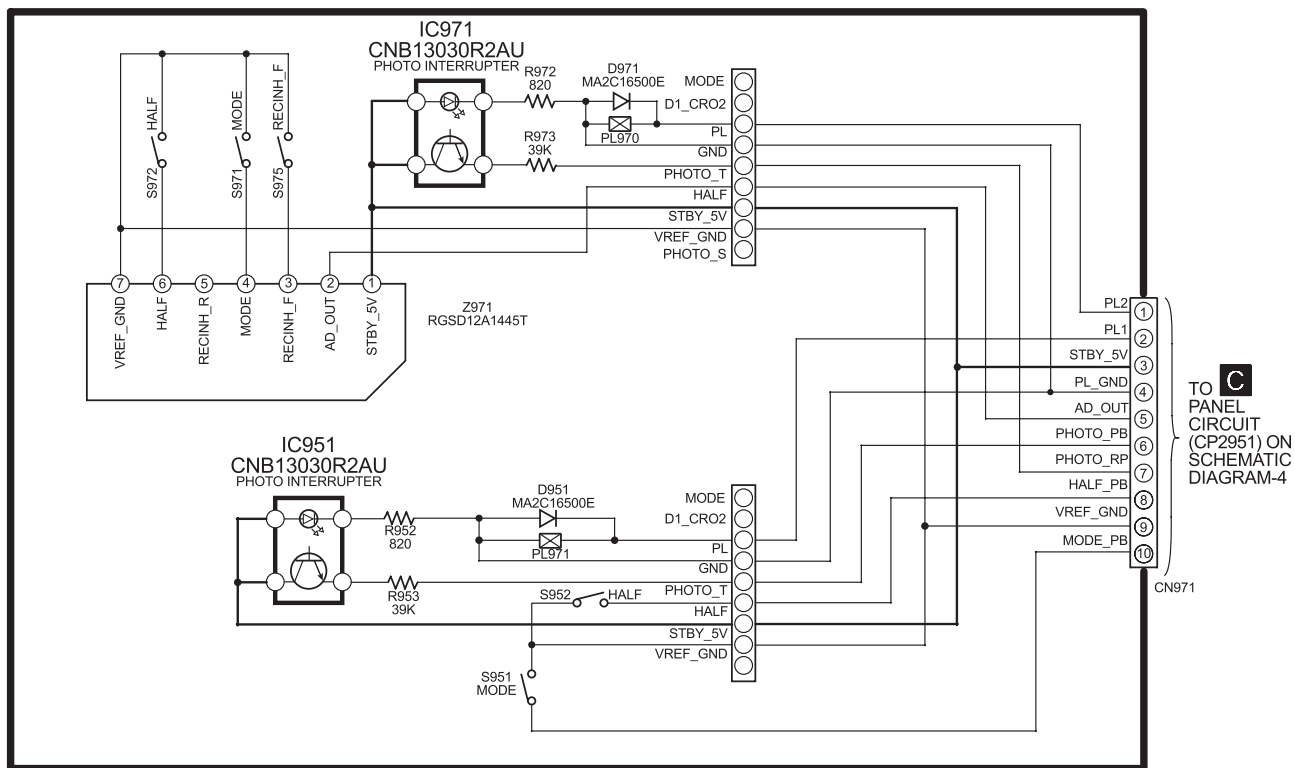 IC971
CNB13030R2AU
PHOTO INTERRUPTER
R972
820
D971
MA2C16500E
PL970
R973
39K
HALF
S972
MODE
S971
RECINH_F
S975
MODE
D1_CRO2
PL
GND
PHOTO_T
HALF
STBY_5V
VREF_GND
PHOTO_S
7
6
5
4
3
2
1
VREF_GND
HALF
RECINH_R
MODE
RECINH_F
AD_OUT
STBY_5V
Z971
RGSD12A1445T
PL2
1
PL1
2
STBY_5V
3
PL_GND
4
AD_OUT
5
PHOTO_PB
6
PHOTO_RP
7
HALF_PB
8
VREF_GND
9
MODE_PB
10
CN971
TO C
PANEL
CIRCUIT
(CP2951) ON
SCHEMATIC
DIAGRAM-4
IC951
CNB13030R2AU
PHOTO INTERRUPTER
R952
820
D951
MA2C16500E
PL971
R953
39K
S952
HALF
S951
MODE
MODE
D1_CRO2
PL
GND
PHOTO_T
HALF
STBY_5V
VREF_GND